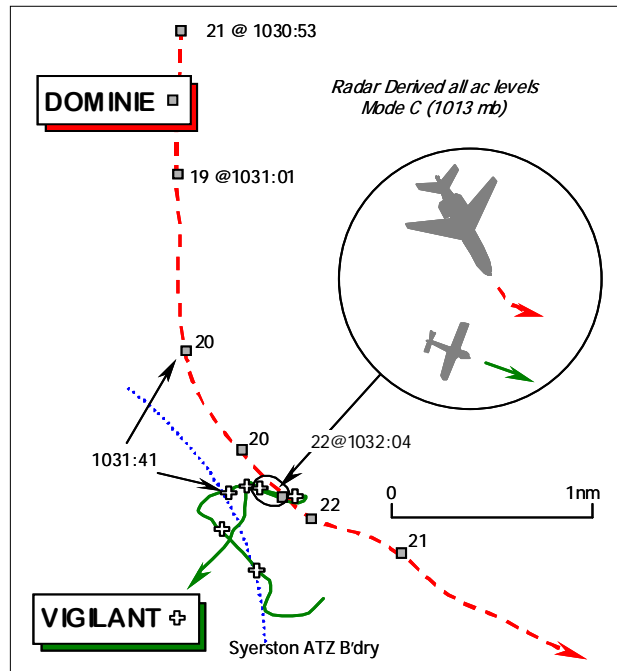 21 @ 1030:53
DOMINIE
Radar Derived all ac levels
Mode C (1013 mb)
19 @1031:01
20
20
1031:41
22@1032:04
22
0
1nm
21
VIGILANT
Syerston ATZ B'dry